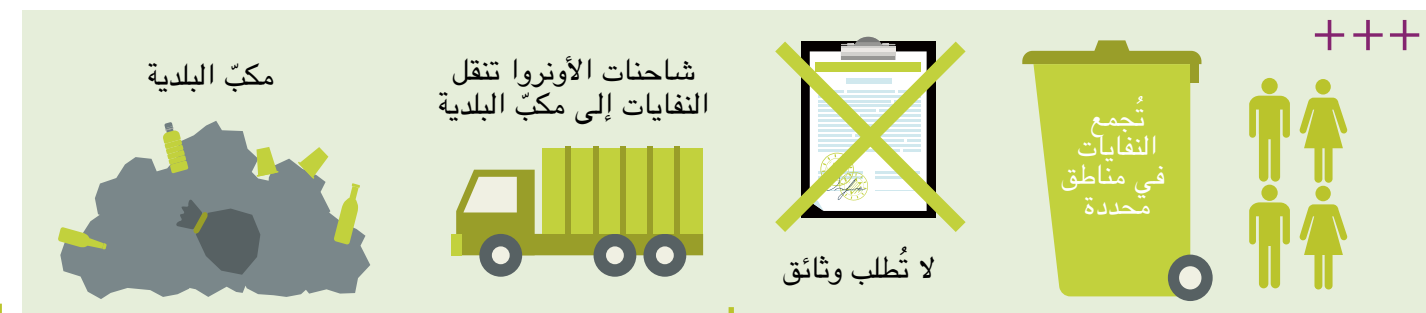 +++
تُجمع
النفايات
في مناطق
محددة
لا تُطلب وثائق
شاحنات الأونروا تنقل
النفايات إلى مكبّ البلدية
مكبّ البلدية